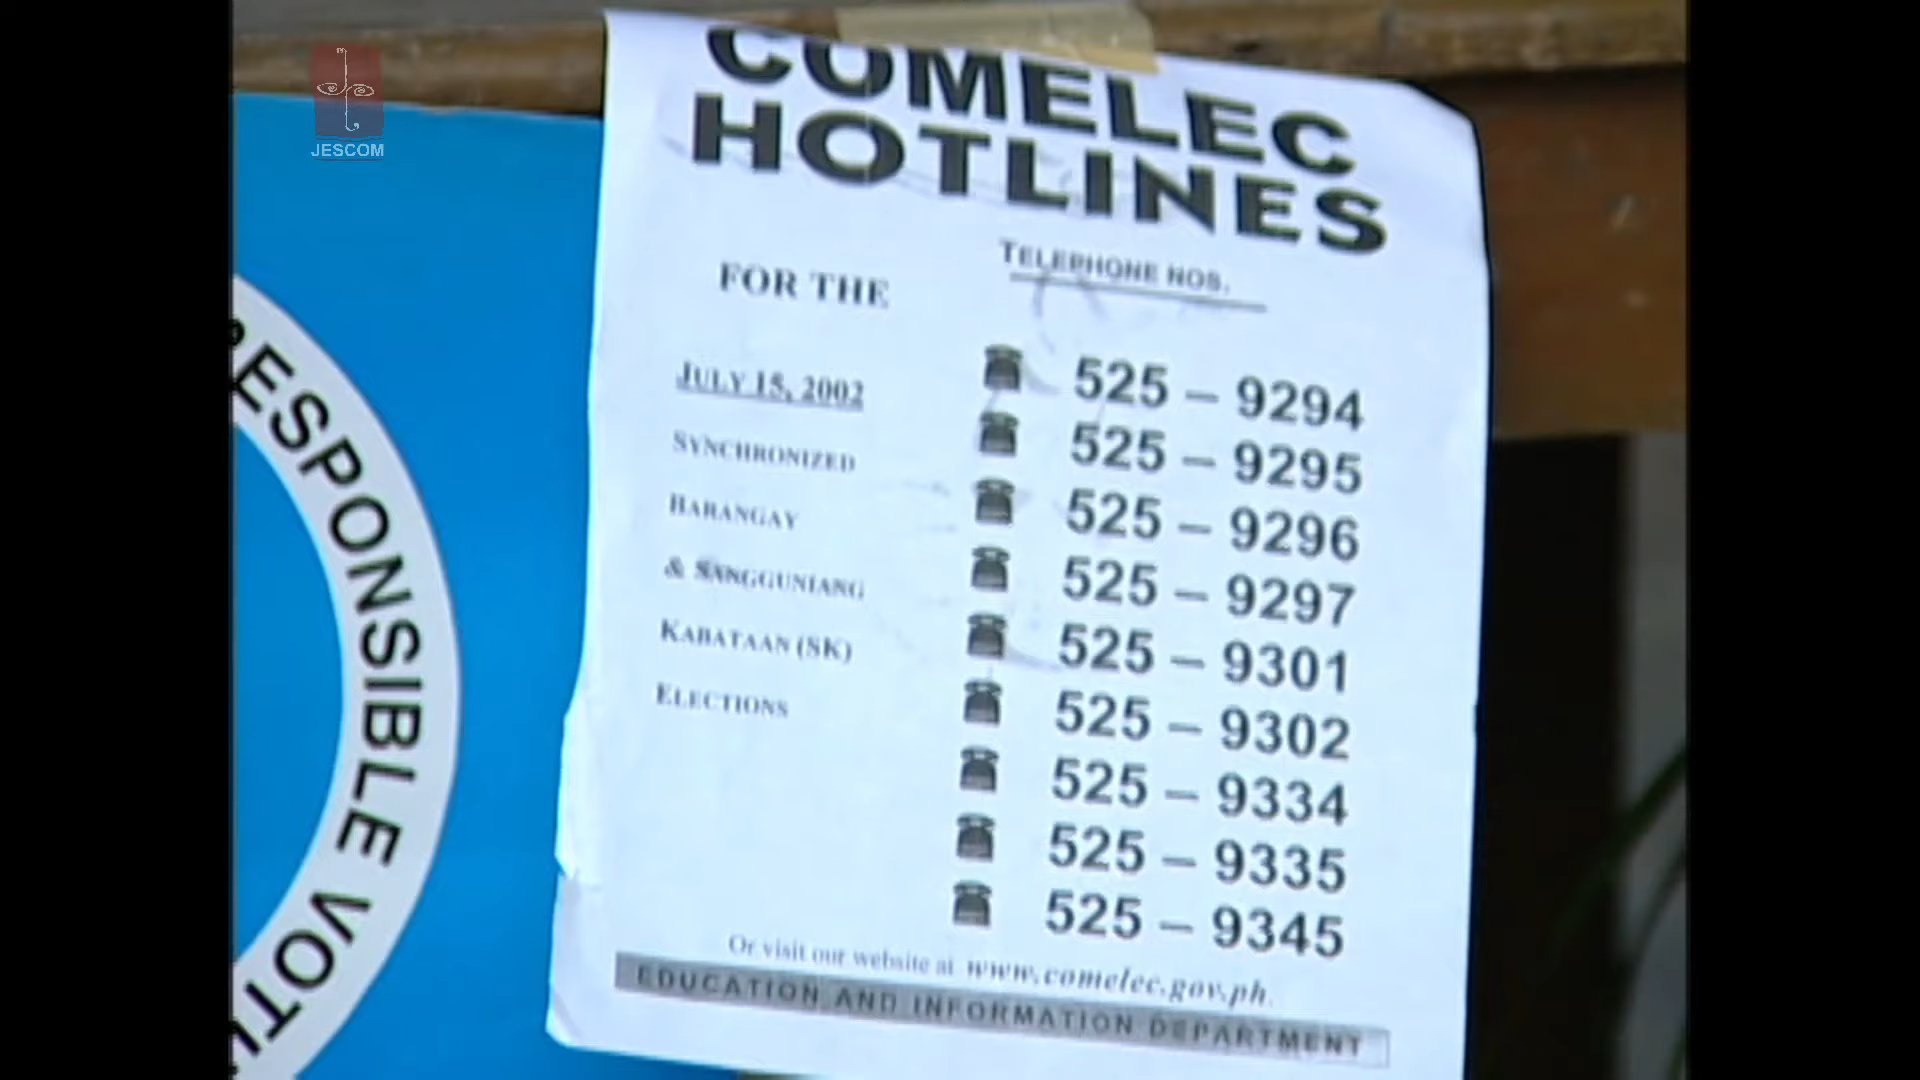 JESCOM
COMELEC
HOTLINES
TELEPHONE NOS.
FOR THE
JULY 15, 2002
SYNCHRONIZED
BARANGAY
& SANGGUNIANG
KABATAAN (SK)
ELECTIONS
525 – 9294
525 – 9295
525 – 9296
525 – 9297
525 – 9301
525 – 9302
525 – 9334
525 – 9335
525 – 9345
Or visit our website at www.comelec.gov.ph.
EDUCATION AND INFORMATION DEPARTMENT
RESPONSIBLE VOTI